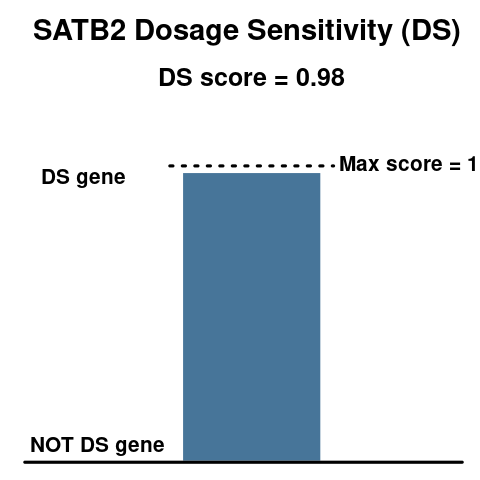 SATB2 Dosage Sensitivity (DS)
DS score = 0.98
Max score = 1
DS gene
NOT DS gene